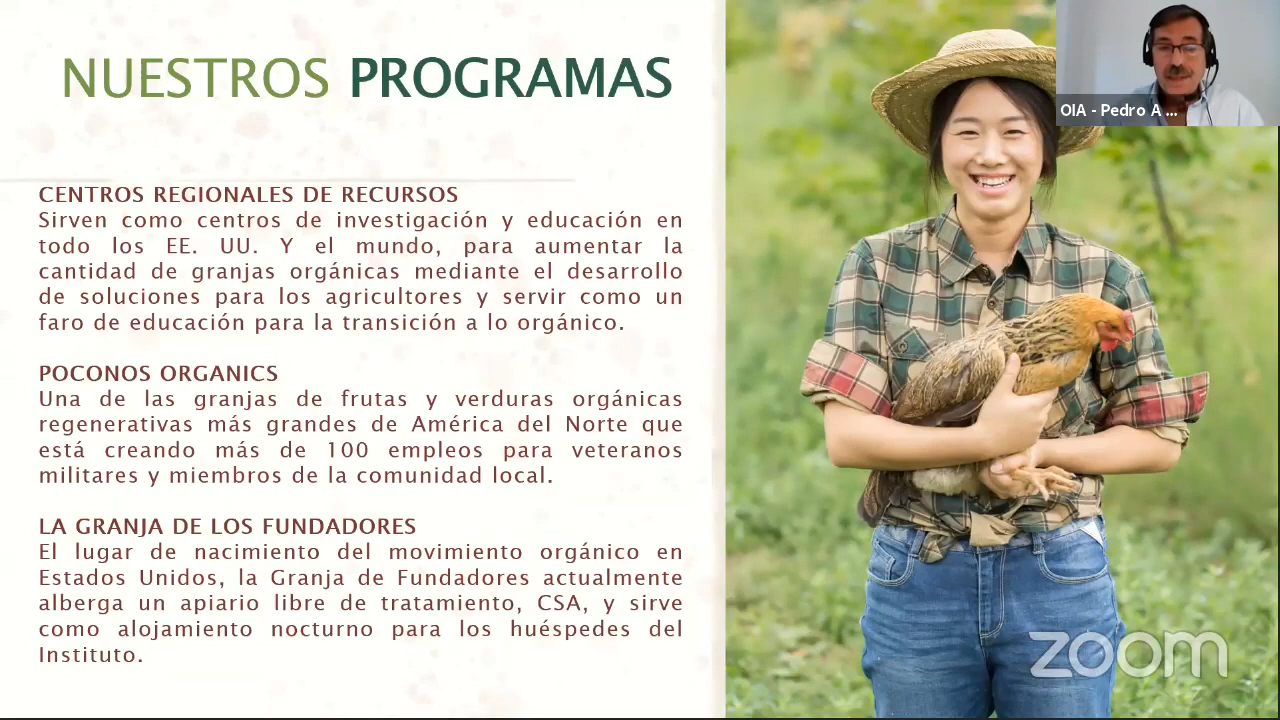 NUESTROS PROGRAMAS
CENTROS REGIONALES DE RECURSOS
Sirven como centros de investigación y educación en
todo los EE. UU. Y el mundo, para aumentar la
cantidad de granjas orgánicas mediante el desarrollo
de soluciones para los agricultores y servir como un
faro de educación para la transición a lo orgánico.
POCONOS ORGANICS
Una de las granjas de frutas y verduras orgánicas
regenerativas más grandes de América del Norte que
está creando más de 100 empleos para veteranos
militares y miembros de la comunidad local.
LA GRANJA DE LOS FUNDADORES
El lugar de nacimiento del movimiento orgánico en
Estados Unidos, la Granja de Fundadores actualmente
alberga un apiario libre de tratamiento, CSA, y sirve
como alojamiento nocturno para los huéspedes del
Instituto.
OIA - Pedro A ...
zoom